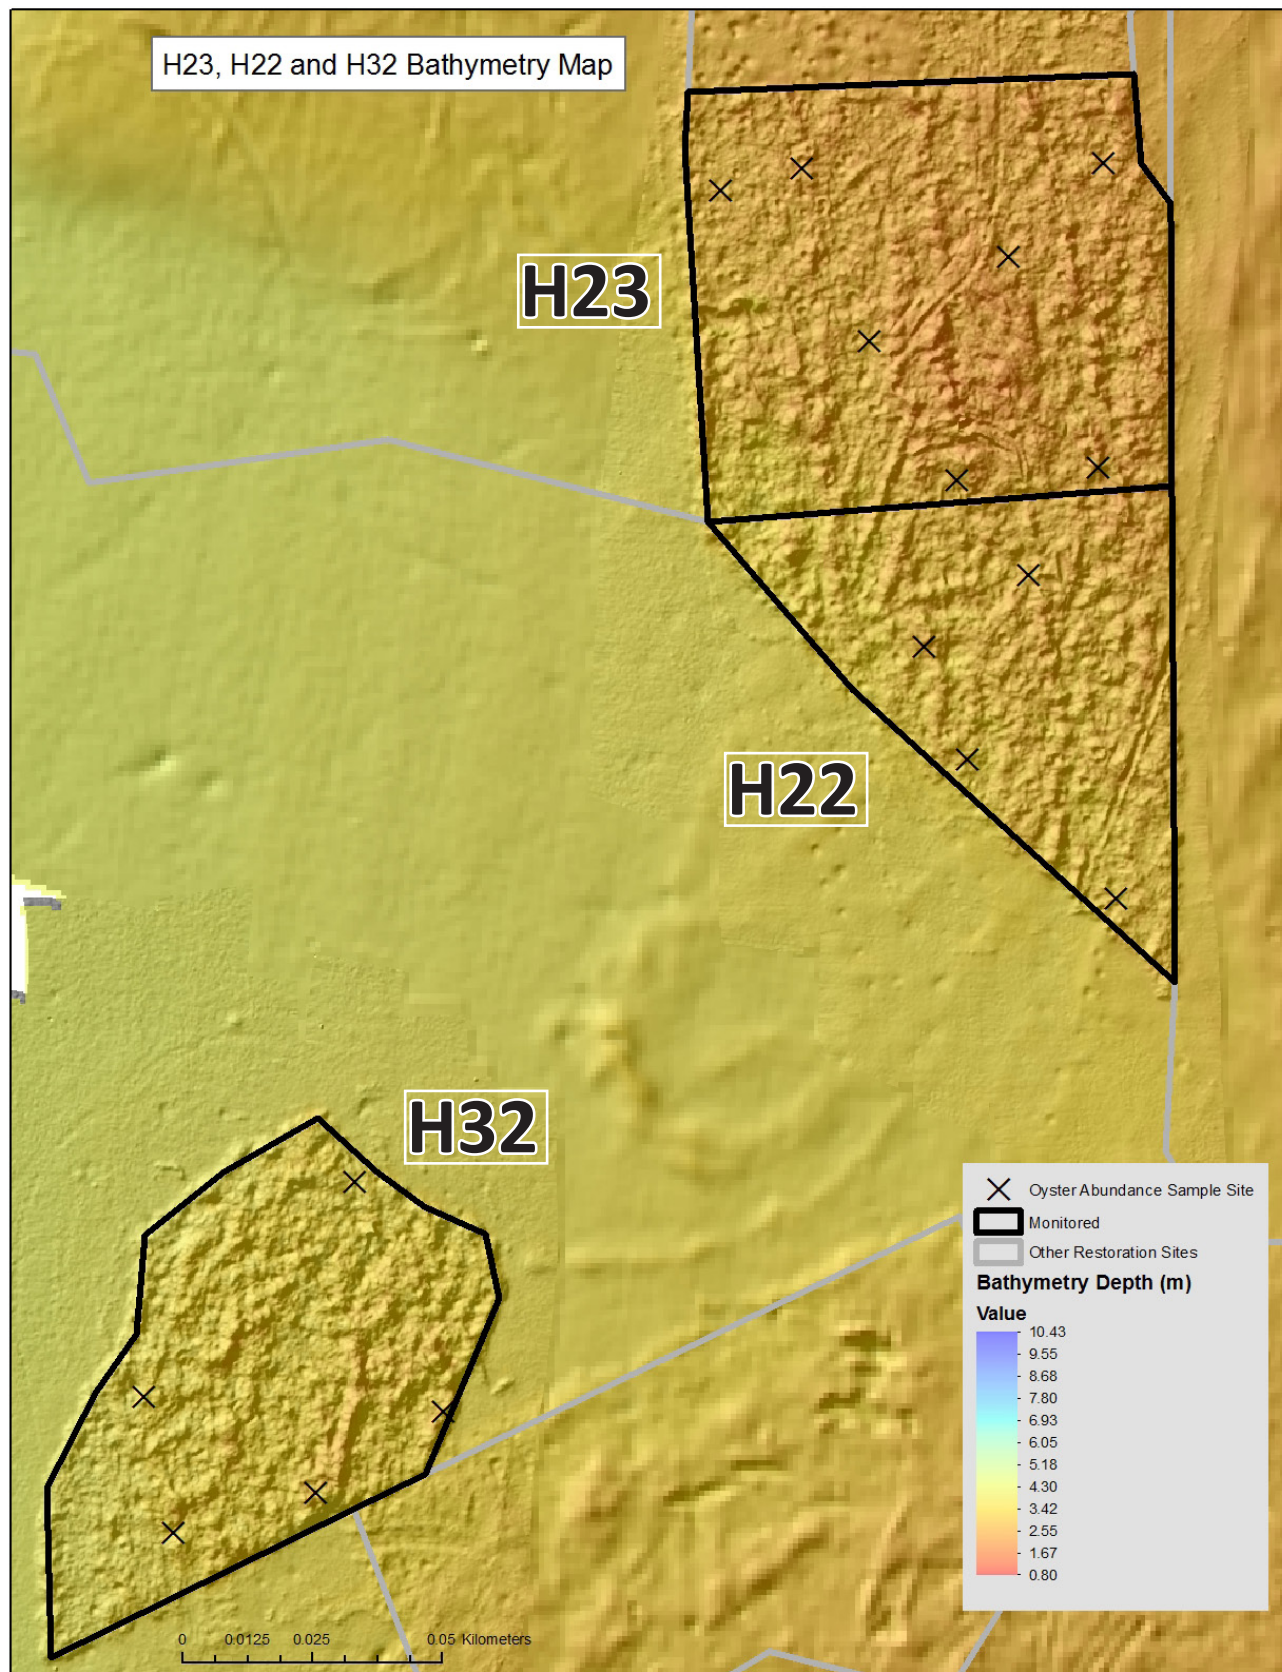 H23, H22 and H32 Bathymetry Map
H23
H22
H32
Oyster Abundance Sample Site
Monitored
Other Restoration Sites
Bathymetry Depth (m)
Value
10.43
9.55
8.68
7.80
6.93
6.05
5.18
4.30
3.42
2.55
1.67
0.80
0 0.0125 0.025 0.05 Kilometers